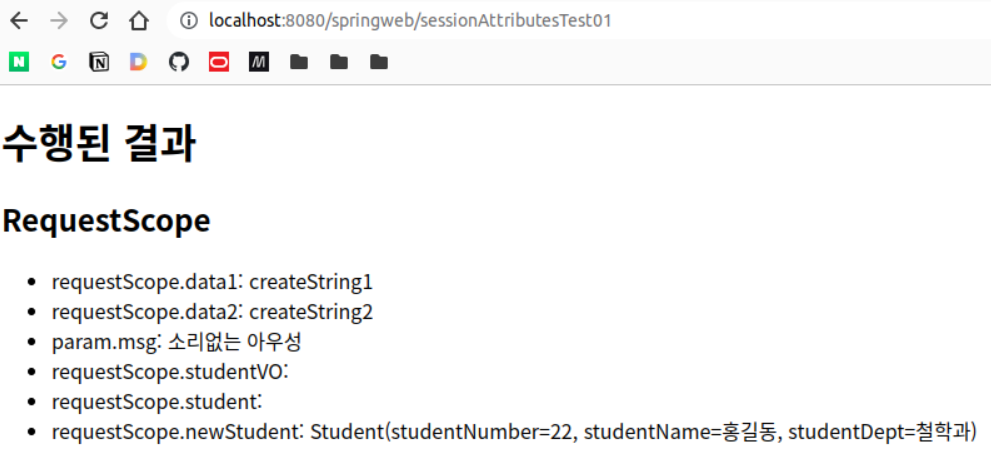 localhost:8080/springweb/sessionAttributesTest01
수행된 결과
RequestScope
requestScope.data1: createString1
requestScope.data2: createString2
param.msg: 소리없는 아우성
requestScope.studentVO:
requestScope.student:
requestScope.newStudent: Student(studentNumber=22, studentName=홍길동, studentDept=철학과)